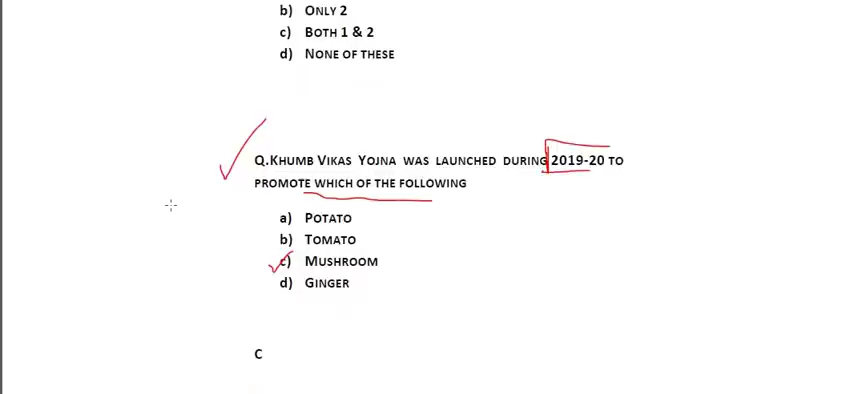 b) ONLY 2
c) BOTH 1 & 2
d) NONE OF THESE
Q.KHUMB VIKAS YOJNA WAS LAUNCHED DURING 2019-20 TO
PROMOTE WHICH OF THE FOLLOWING
a) POTATO
b) TOMATO
c) MUSHROOM
d) GINGER
C